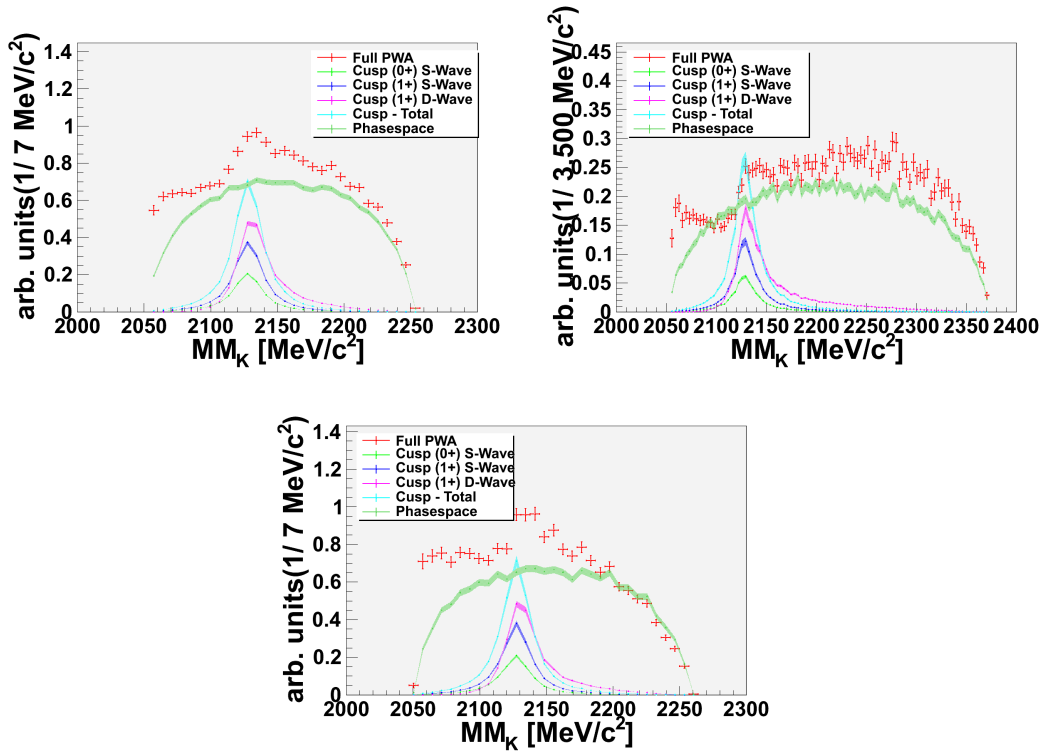 arb. units(1/ 7 MeV/c²)
1.4
1.2
1
0.8
0.6
0.4
0.2
0
Full PWA
Cusp (0+) S-Wave
Cusp (1+) S-Wave
Cusp (1+) D-Wave
Cusp - Total
Phasespace
2000 2050 2100 2150 2200 2250 2300
MM_K [MeV/c²]
arb. units(1/ 3,500 MeV/c²)
0.45
0.4
0.35
0.3
0.25
0.2
0.15
0.1
0.05
0
Full PWA
Cusp (0+) S-Wave
Cusp (1+) S-Wave
Cusp (1+) D-Wave
Cusp - Total
Phasespace
2000 2050 2100 2150 2200 2250 2300 2350 2400
MM_K [MeV/c²]
arb. units(1/ 7 MeV/c²)
1.4
1.2
1
0.8
0.6
0.4
0.2
0
Full PWA
Cusp (0+) S-Wave
Cusp (1+) S-Wave
Cusp (1+) D-Wave
Cusp - Total
Phasespace
2000 2050 2100 2150 2200 2250 2300
MM_K [MeV/c²]